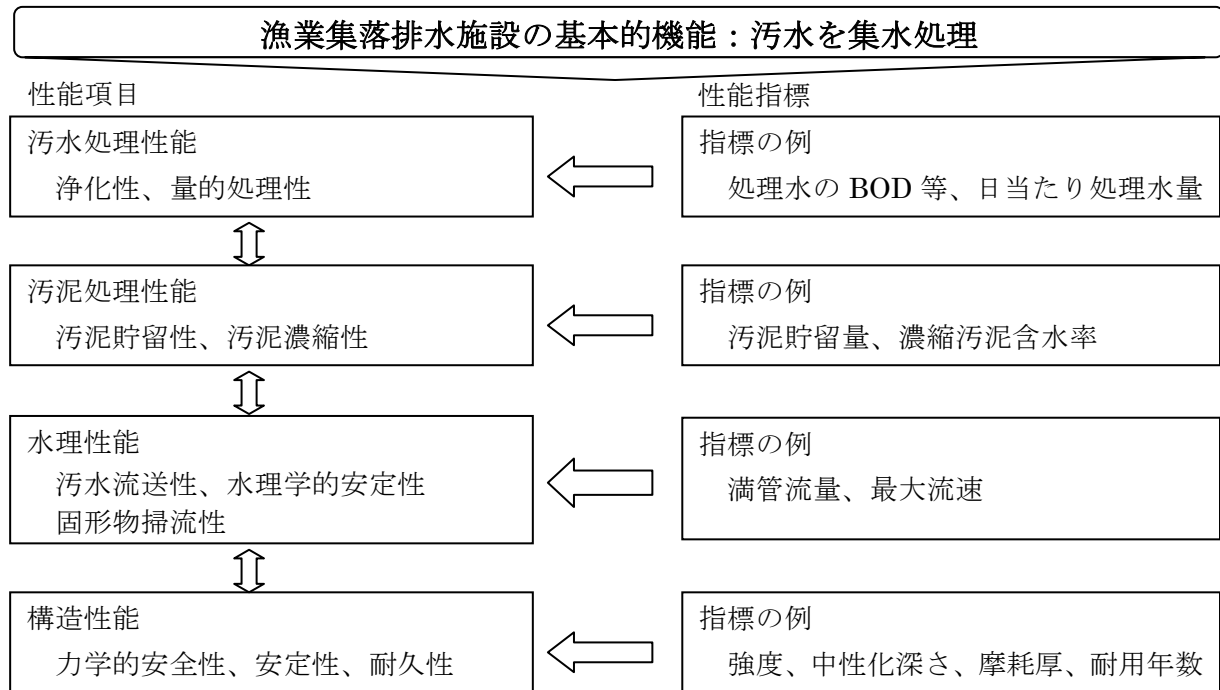 漁業集落排水施設の基本的機能：汚水を集水処理
性能項目
性能指標
汚水処理性能
浄化性、量的処理性
指標の例
処理水の BOD 等、日当たり処理水量
汚泥処理性能
汚泥貯留性、汚泥濃縮性
指標の例
汚泥貯留量、濃縮汚泥含水率
水理性能
汚水流送性、水理学的安定性
固形物掃流性
指標の例
満管流量、最大流速
構造性能
力学的安全性、安定性、耐久性
指標の例
強度、中性化深さ、摩耗厚、耐用年数